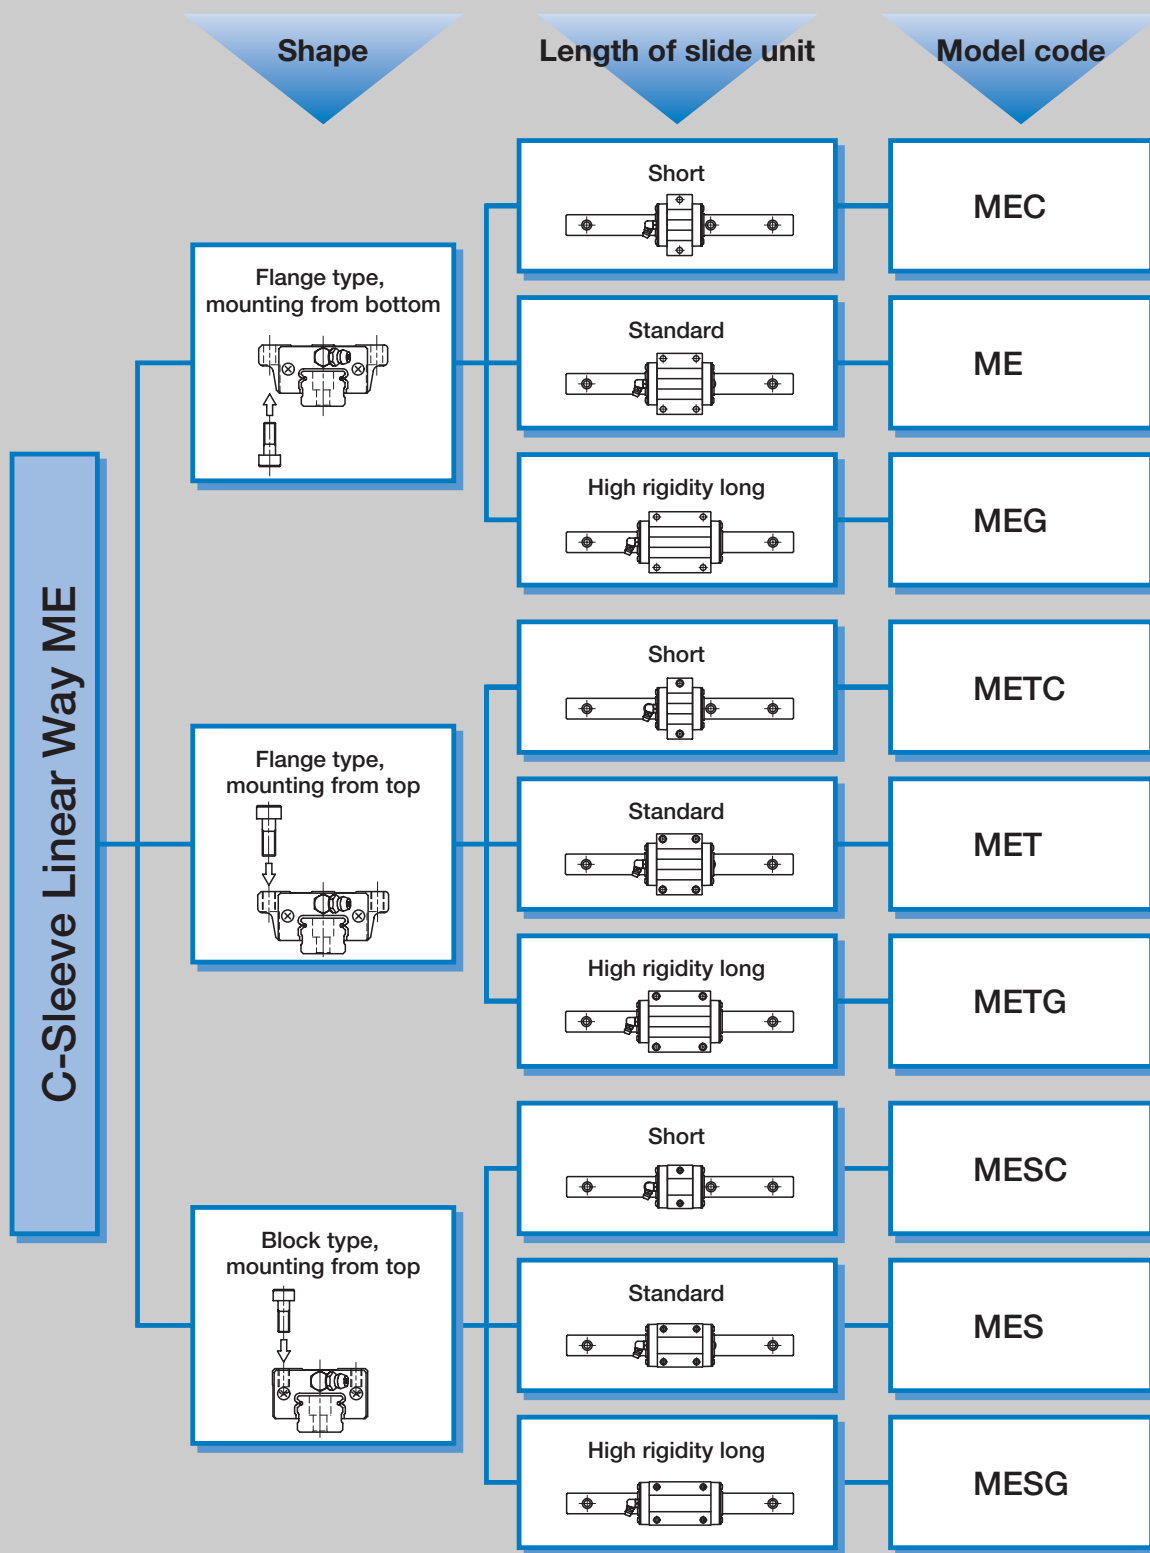 Shape
Length of slide unit
Model code
C-Sleeve Linear Way ME
Flange type,
mounting from bottom
Short
MEC
Standard
ME
High rigidity long
MEG
Flange type,
mounting from top
Short
METC
Standard
MET
High rigidity long
METG
Block type,
mounting from top
Short
MESC
Standard
MES
High rigidity long
MESG